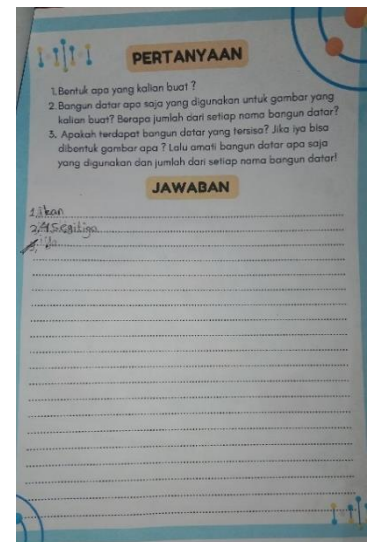 PERTANYAAN
1. Bentuk apa yang kalian buat ?
2. Bangun datar apa saja yang digunakan untuk gambar yang
kalian buat? Berapa jumlah dari setiap nama bangun datar?
3. Apakah terdapat bangun datar yang tersisa? Jika iya bisa
dibentuk gambar apa ? Lalu amati bangun datar apa saja
yang digunakan dan jumlah dari setiap nama bangun datar!
JAWABAN
1. ikan
2.
3.